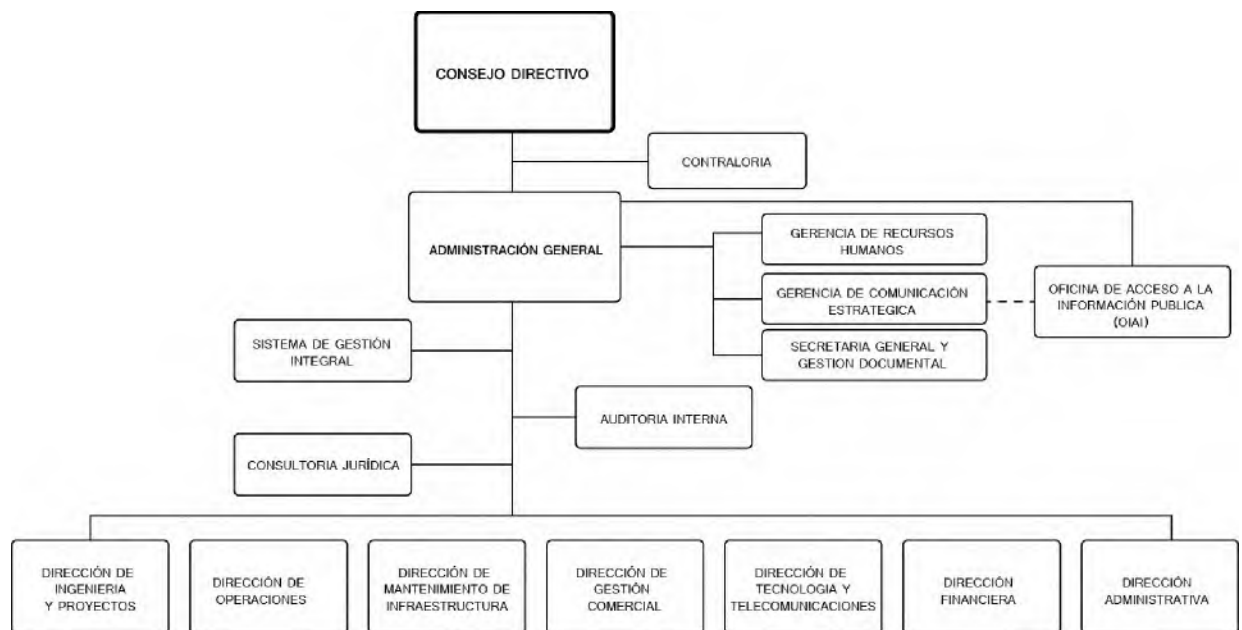 CONSEJO DIRECTIVO
CONTRALORIA
ADMINISTRACIÓN GENERAL
GERENCIA DE RECURSOS
HUMANOS
GERENCIA DE COMUNICACIÓN
ESTRATEGICA
OFICINA DE ACCESO A LA
INFORMACIÓN PUBLICA
(OIAI)
SECRETARIA GENERAL Y
GESTION DOCUMENTAL
SISTEMA DE GESTIÓN
INTEGRAL
AUDITORIA INTERNA
CONSULTORIA JURÍDICA
DIRECCIÓN DE
INGENIERIA
Y PROYECTOS
DIRECCIÓN DE
OPERACIONES
DIRECCIÓN DE
MANTENIMIENTO DE
INFRAESTRUCTURA
DIRECCIÓN DE
GESTIÓN
COMERCIAL
DIRECCIÓN DE
TECNOLOGIA Y
TELECOMUNICACIONES
DIRECCIÓN
FINANCIERA
DIRECCIÓN
ADMINISTRATIVA